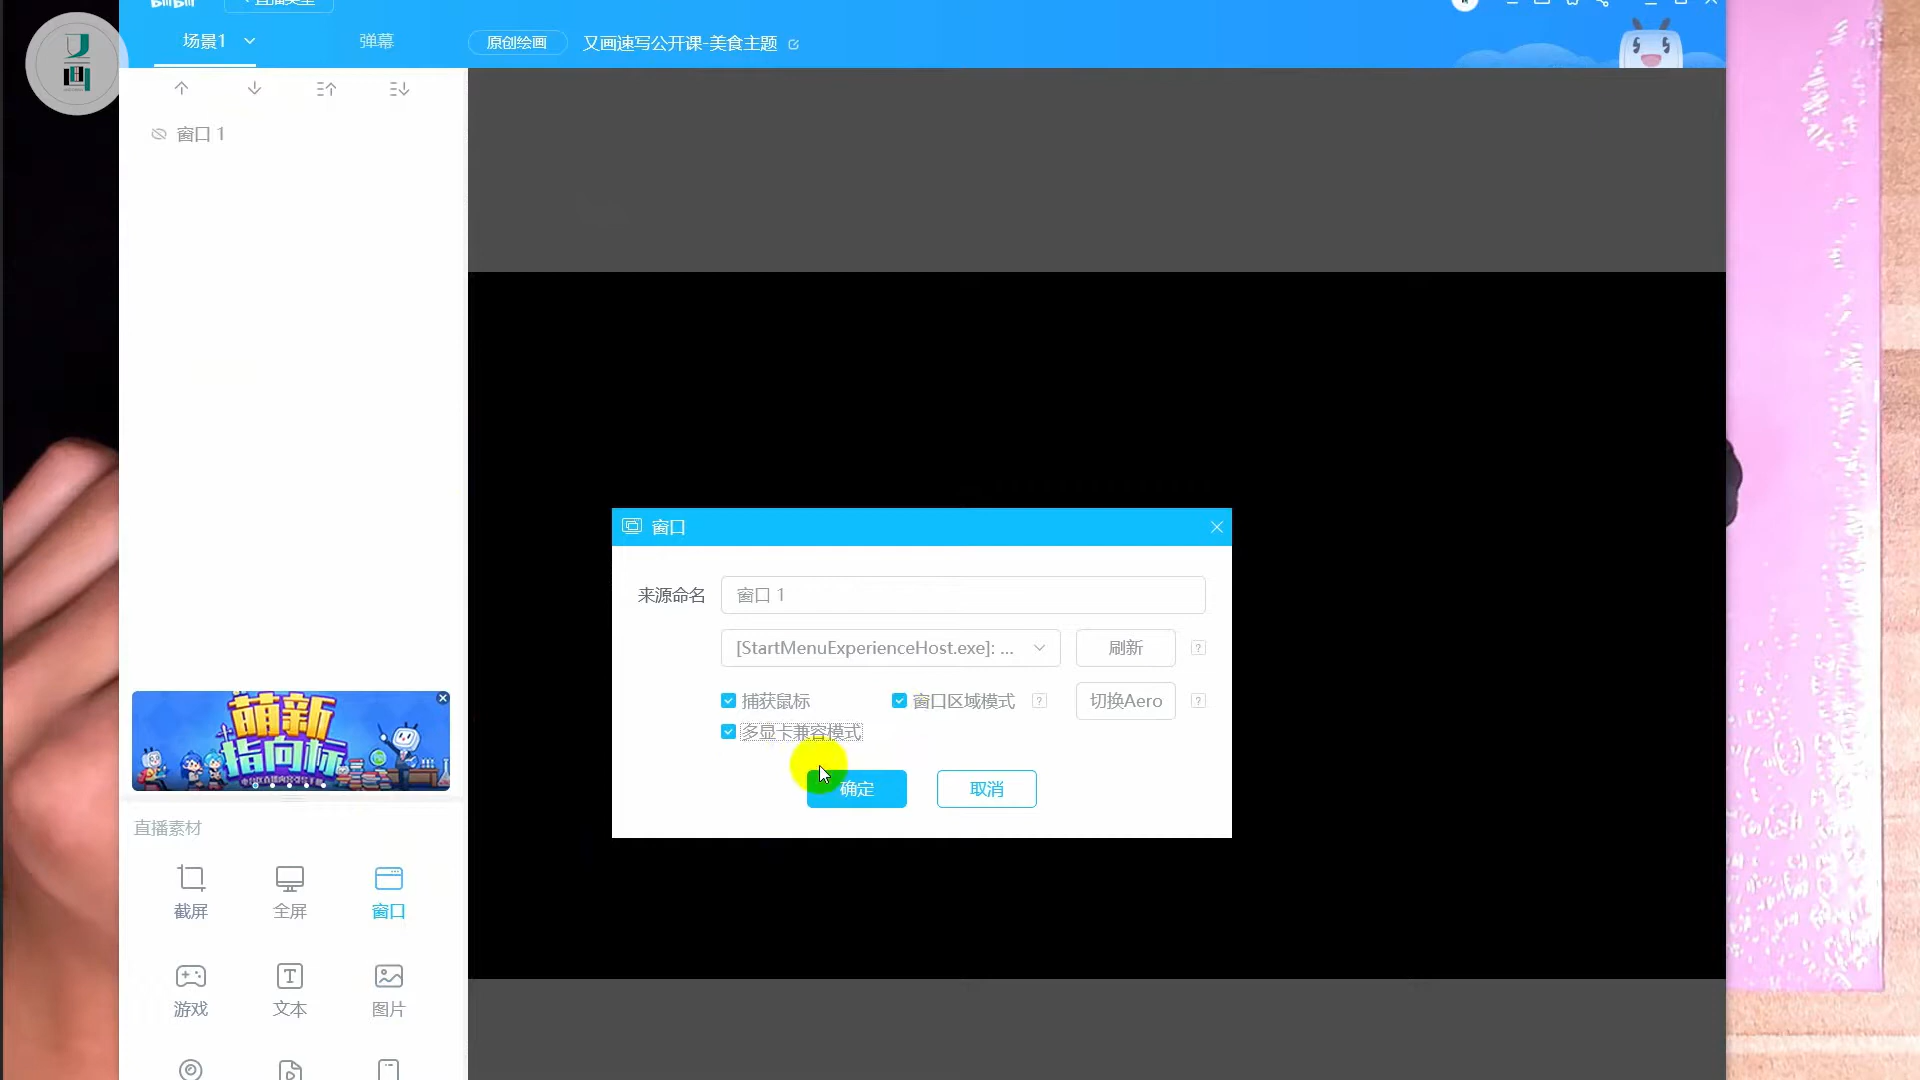 场景1
弹幕
原创绘画
又画速写公开课-美食主题
窗口 1
窗口
来源命名
窗口 1
[StartMenuExperienceHost.exe]: ...
刷新
?
捕获鼠标
窗口区域模式
?
切换Aero
?
多显卡兼容模式
确定
取消
萌新
指向标
直播素材
截屏
全屏
窗口
游戏
文本
图片